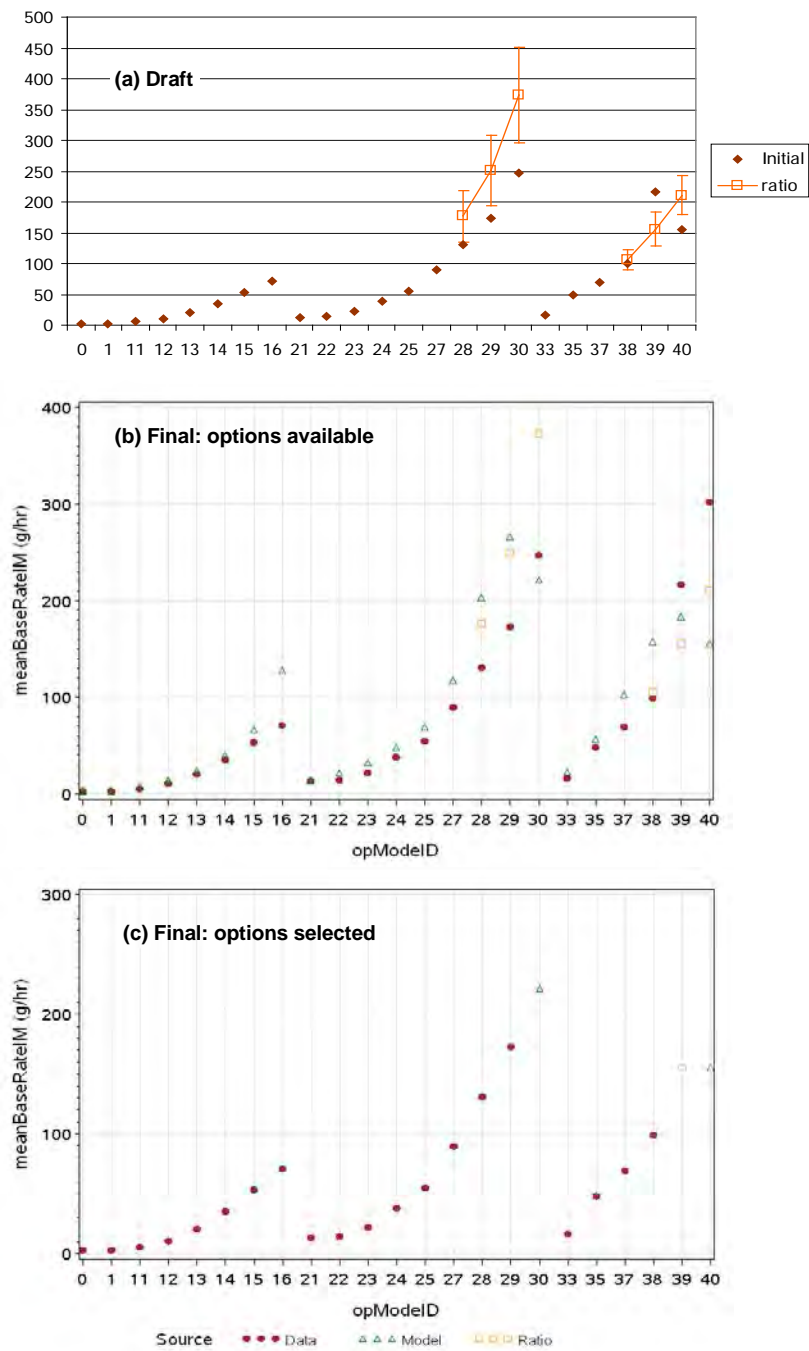 500
450
400
350
300
250
200
150
100
50
0
(a) Draft
0 1 11 12 13 14 15 16 21 22 23 24 25 27 28 29 30 33 35 37 38 39 40
Initial
ratio
meanBaseRateIM (g/hr)
400
300
200
100
0
(b) Final: options available
0 1 11 12 13 14 15 16 21 22 23 24 25 27 28 29 30 33 35 37 38 39 40
opModeID
meanBaseRateIM (g/hr)
300
200
100
0
(c) Final: options selected
0 1 11 12 13 14 15 16 21 22 23 24 25 27 28 29 30 33 35 37 38 39 40
opModeID
Source Data Model Ratio